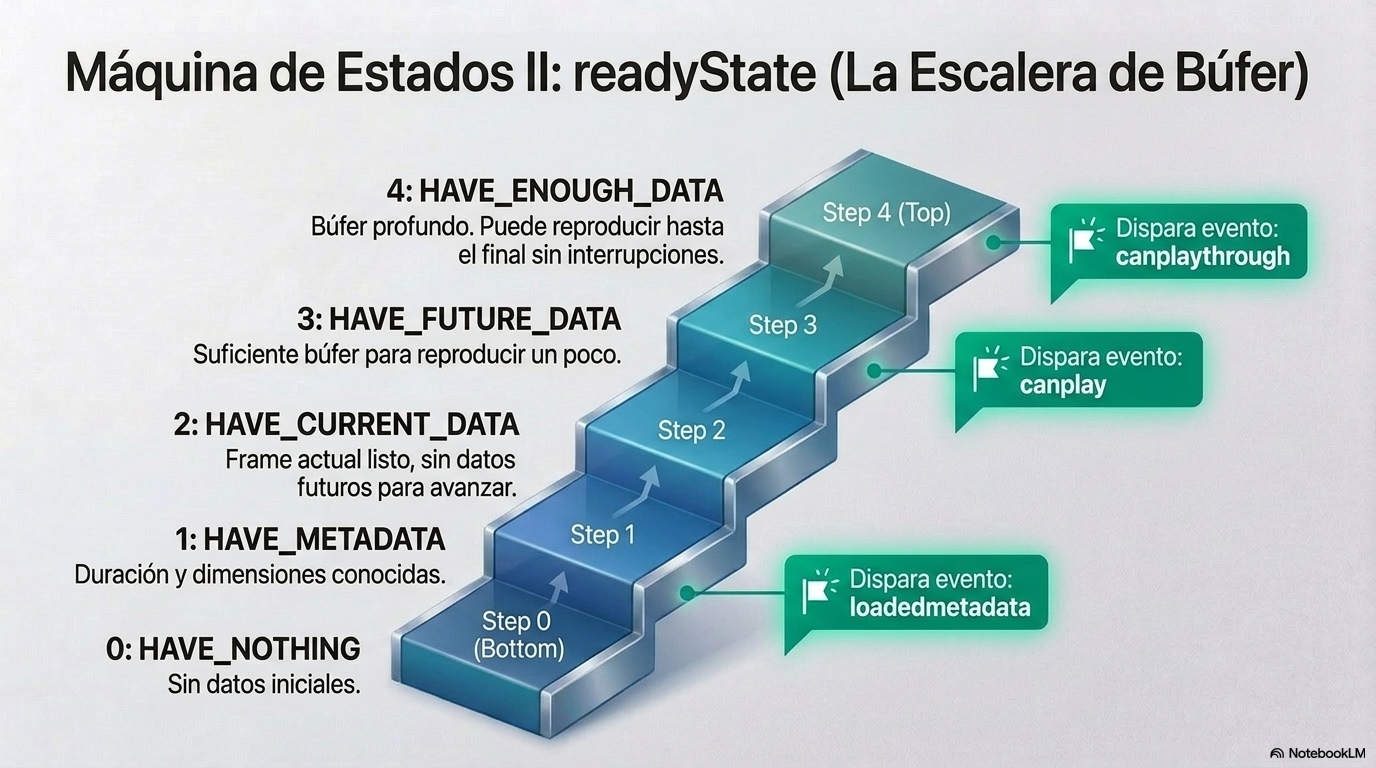 Máquina de Estados II: readyState (La Escalera de Búfer)
4: HAVE_ENOUGH_DATA
Búfer profundo. Puede reproducir hasta
el final sin interrupciones.
Step 4 (Top)
Dispara evento:
canplaythrough
3: HAVE_FUTURE_DATA
Suficiente búfer para reproducir un poco.
Step 3
Dispara evento:
canplay
2: HAVE_CURRENT_DATA
Frame actual listo, sin datos
futuros para avanzar.
Step 2
1: HAVE_METADATA
Duración y dimensiones conocidas.
Step 1
Dispara evento:
loadedmetadata
0: HAVE_NOTHING
Sin datos iniciales.
Step 0
(Bottom)
NotebookLM